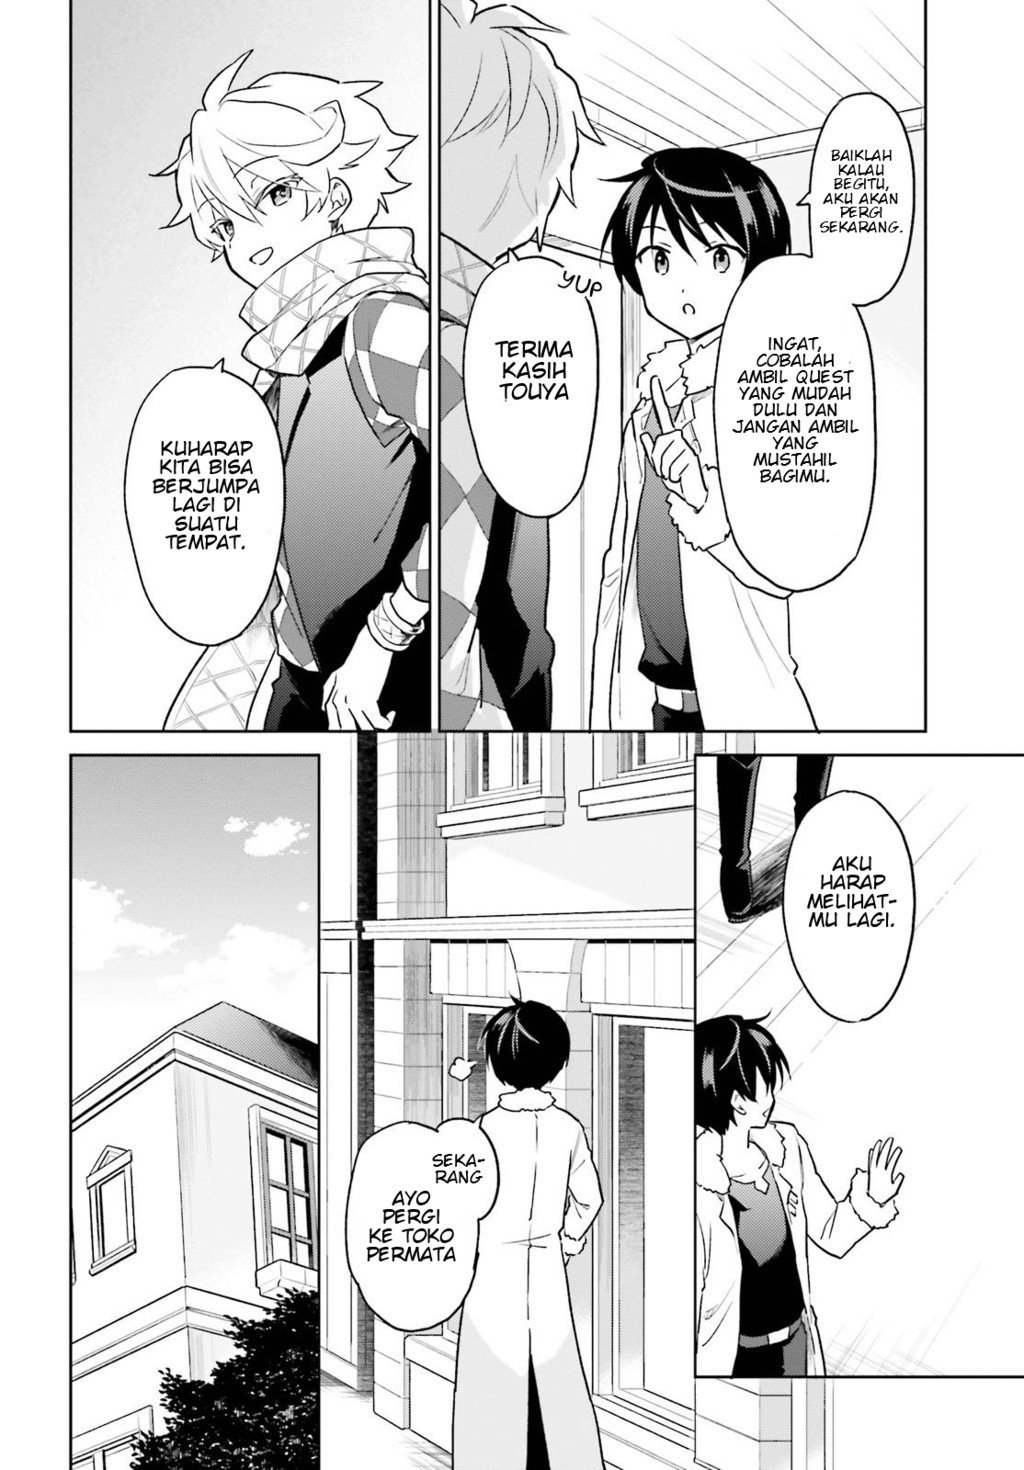 BAIKLAH
KALAU
BEGITU,
AKU AKAN
PERGI
SEKARANG.
INGAT,
COBALAH
AMBIL QUEST
YANG MUDAH
DULU DAN
JANGAN AMBIL
YANG
MUSTAHIL
BAGIMU.
YUP
TERIMA
KASIH
TOUYA
KUHARAP
KITA BISA
BERJUMPA
LAGI DI
SUATU
TEMPAT.
AKU
HARAP
MELIHAT-
MU LAGI.
SEKA-
RANG
AYO
PERGI
KE TOKO
PERMATA